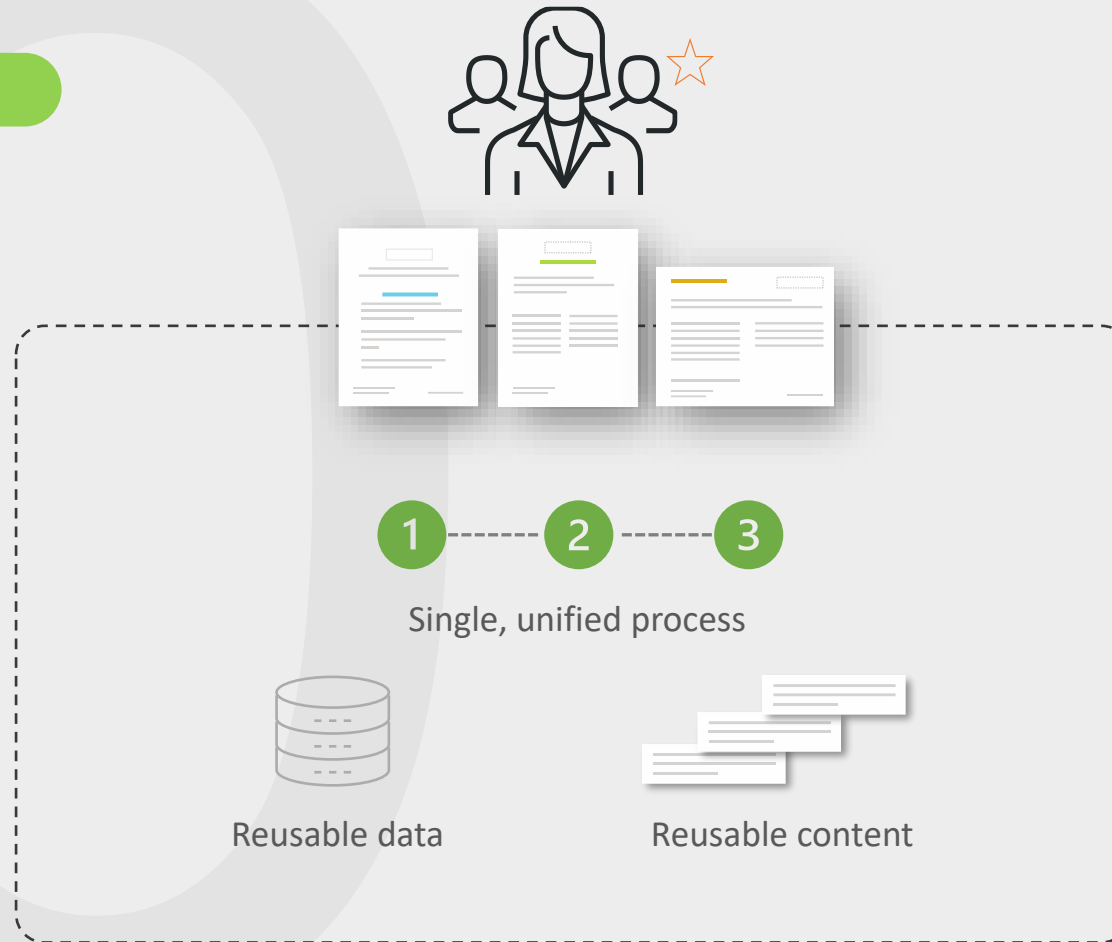 1 2 3
Single, unified process
Reusable data
Reusable content